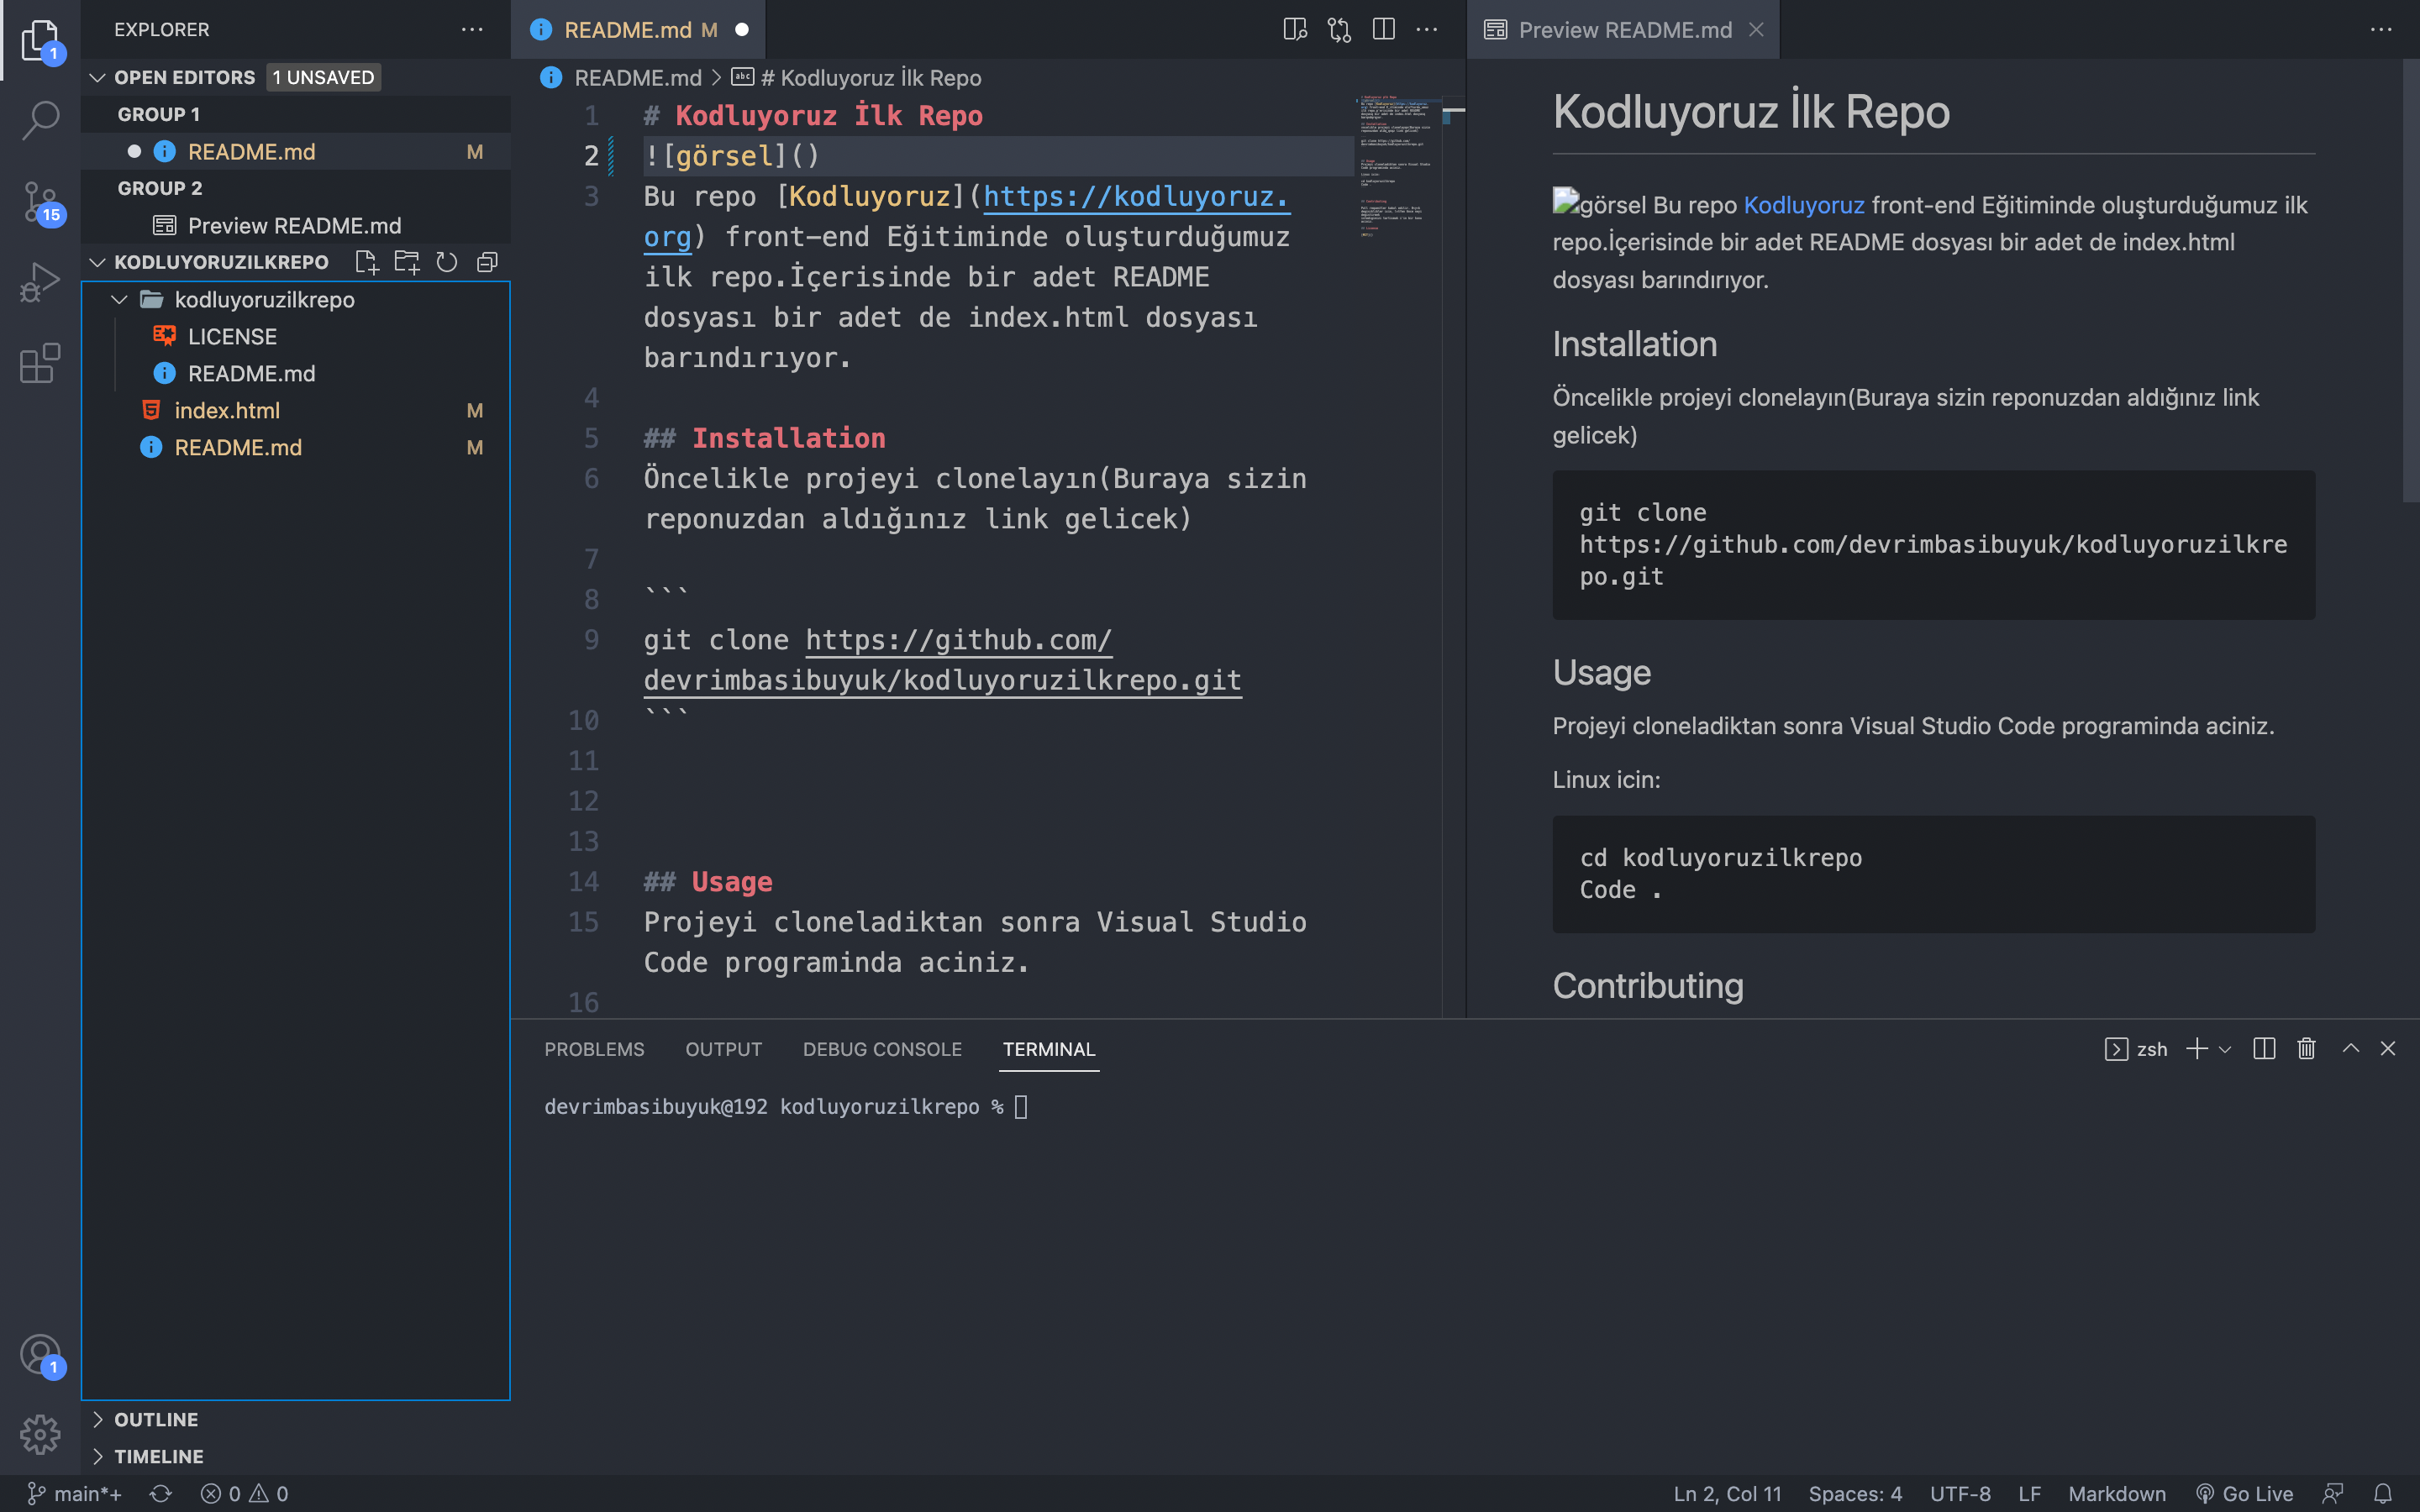 EXPLORER
OPEN EDITORS 1 UNSAVED
GROUP 1
README.md M
GROUP 2
Preview README.md
KODLUYORUZILKREPO
kodluyoruzilkrepo
LICENSE
README.md
index.html M
README.md M
OUTLINE
TIMELINE
1
15
1
README.md M
README.md > # Kodluyoruz İlk Repo
1 # Kodluyoruz İlk Repo
2 ![görsel]()
3 Bu repo [Kodluyoruz](https://kodluyoruz.
org) front-end Eğitiminde oluşturduğumuz
ilk repo.İçerisinde bir adet README
dosyası bir adet de index.html dosyası
barındırıyor.
4
5 ## Installation
6 Öncelikle projeyi clonelayın(Buraya sizin
reponuzdan aldığınız link gelicek)
7
8 ```
9 git clone https://github.com/
devrimbasibuyuk/kodluyoruzilkrepo.git
10 ```
11
12
13
14 ## Usage
15 Projeyi cloneladiktan sonra Visual Studio
Code programinda aciniz.
16
Preview README.md
Kodluyoruz İlk Repo
görsel Bu repo Kodluyoruz front-end Eğitiminde oluşturduğumuz ilk
repo.İçerisinde bir adet README dosyası bir adet de index.html
dosyası barındırıyor.
Installation
Öncelikle projeyi clonelayın(Buraya sizin reponuzdan aldığınız link
gelicek)
git clone
https://github.com/devrimbasibuyuk/kodluyoruzilkre
po.git
Usage
Projeyi cloneladiktan sonra Visual Studio Code programinda aciniz.
Linux icin:
cd kodluyoruzilkrepo
Code .
Contributing
PROBLEMS OUTPUT DEBUG CONSOLE TERMINAL
zsh
devrimbasibuyuk@192 kodluyoruzilkrepo %
main*+ 0 0
Ln 2, Col 11 Spaces: 4 UTF-8 LF Markdown Go Live